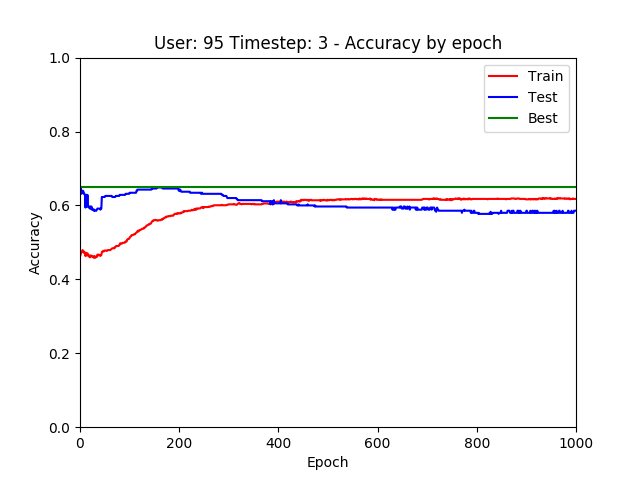 User: 95 Timestep: 3 - Accuracy by epoch
1.0
0.8
0.6
0.4
0.2
0.0
Accuracy
Train
Test
Best
0 200 400 600 800 1000
Epoch